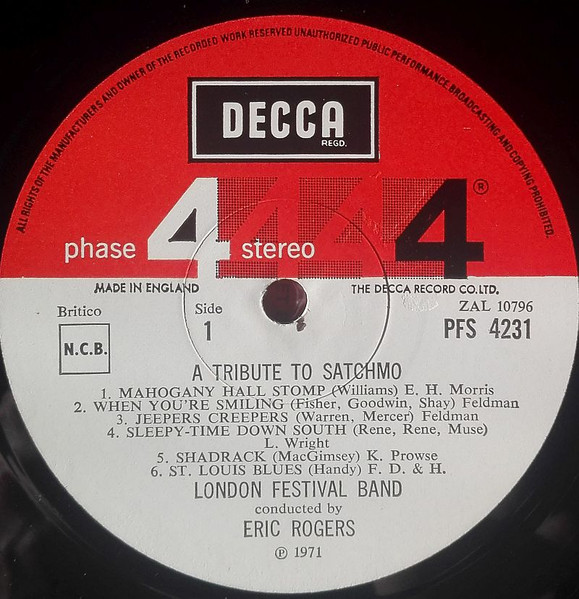 ALL RIGHTS OF THE MANUFACTURERS AND OWNER OF THE RECORDED WORK RESERVED UNAUTHORIZED PUBLIC PERFORMANCE, BROADCASTING AND COPYING PROHIBITED.
DECCA
REGD.
phase 4 stereo 4 4 4 ®
MADE IN ENGLAND THE DECCA RECORD CO. LTD.
Britico Side ZAL 10796
N.C.B. 1 PFS 4231
A TRIBUTE TO SATCHMO
1. MAHOGANY HALL STOMP (Williams) E. H. Morris
2. WHEN YOU'RE SMILING (Fisher, Goodwin, Shay) Feldman
3. JEEPERS CREEPERS (Warren, Mercer) Feldman
4. SLEEPY-TIME DOWN SOUTH (Rene, Rene, Muse)
L. Wright
5. SHADRACK (MacGimsey) K. Prowse
6. ST. LOUIS BLUES (Handy) F. D. & H.
LONDON FESTIVAL BAND
conducted by
ERIC ROGERS
℗ 1971